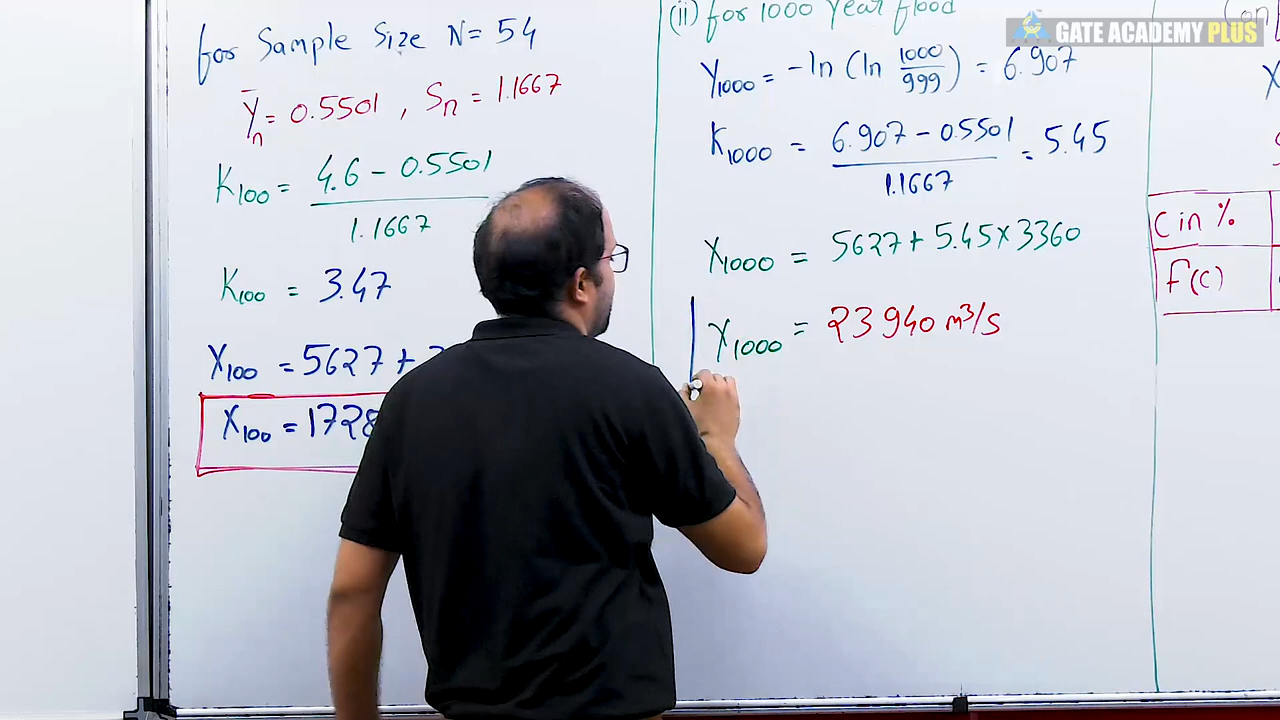 for Sample Size N = 54
Ȳn = 0.5501 , Sn = 1.1667
K100 = 4.6 - 0.5501
1.1667
K100 = 3.47
X100 = 5627 +
X100 = 1728
(ii) for 1000 Year flood
Y1000 = -ln (ln 1000/999) = 6.907
K1000 = 6.907 - 0.5501 = 5.45
1.1667
X1000 = 5627 + 5.45 × 3360
X1000 = 23940 m³/s
GATE ACADEMY PLUS
C in %
f(c)